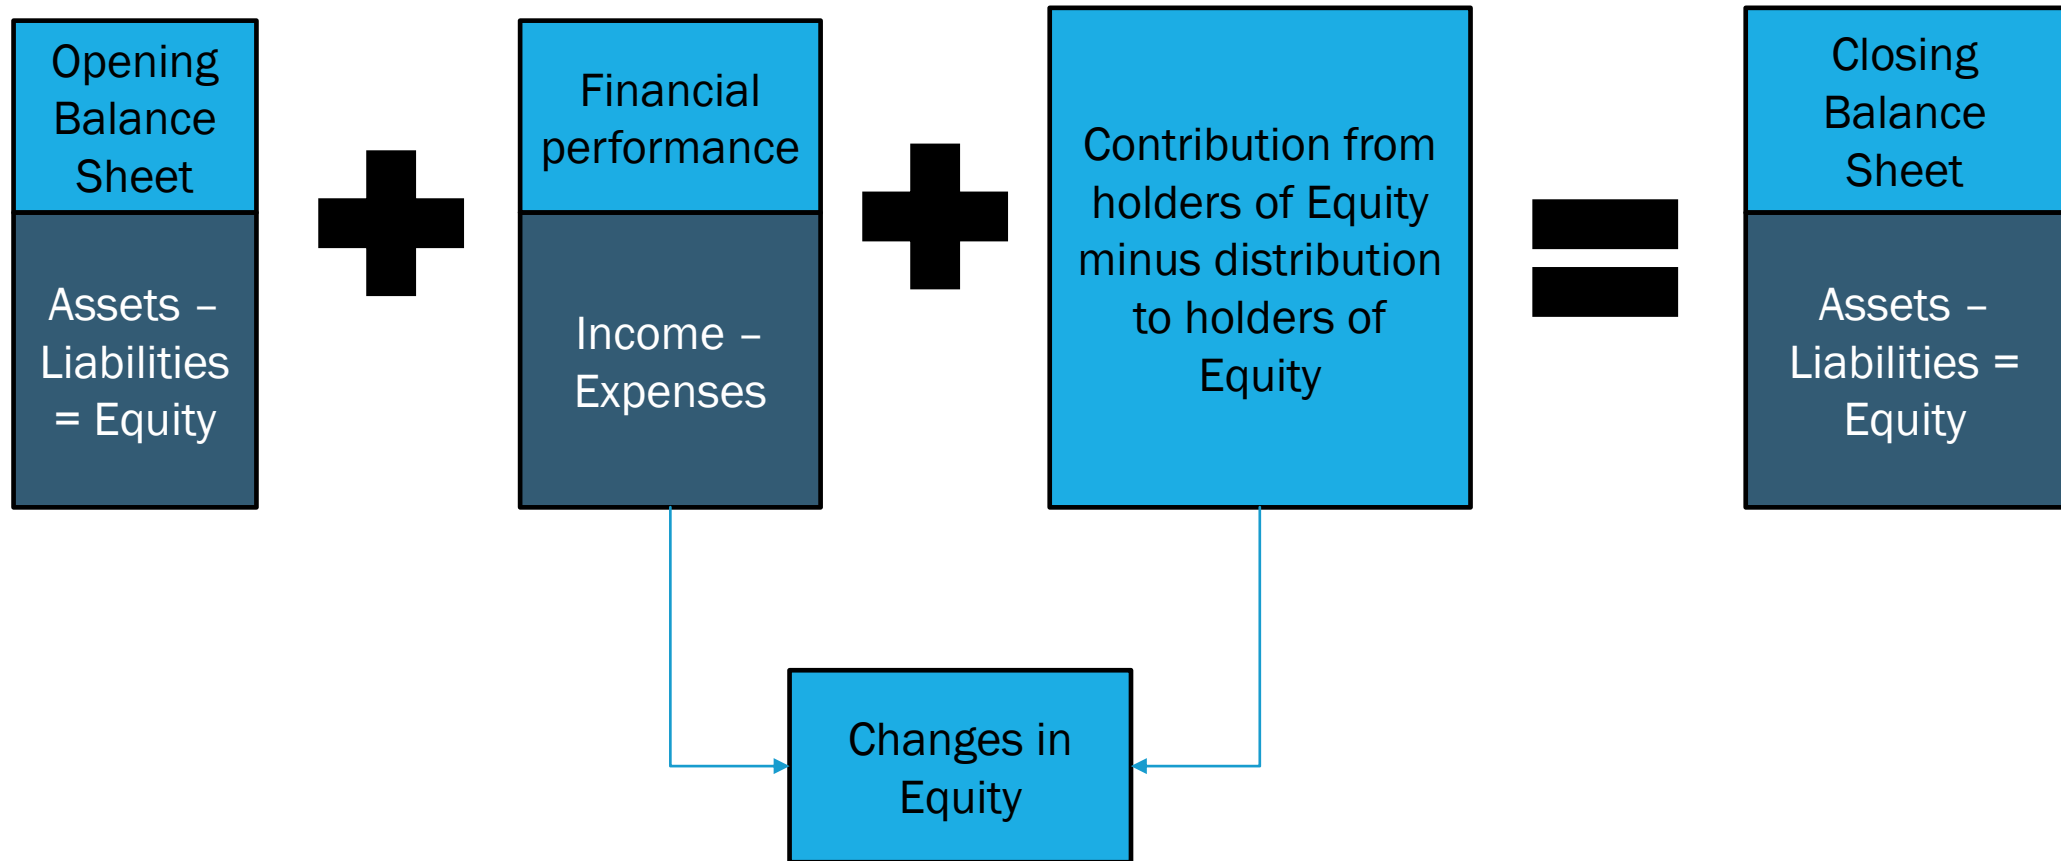 Opening
Balance
Sheet
Assets –
Liabilities
= Equity
Financial
performance
Income –
Expenses
Contribution from
holders of Equity
minus distribution
to holders of
Equity
Closing
Balance
Sheet
Assets –
Liabilities =
Equity
Changes in
Equity